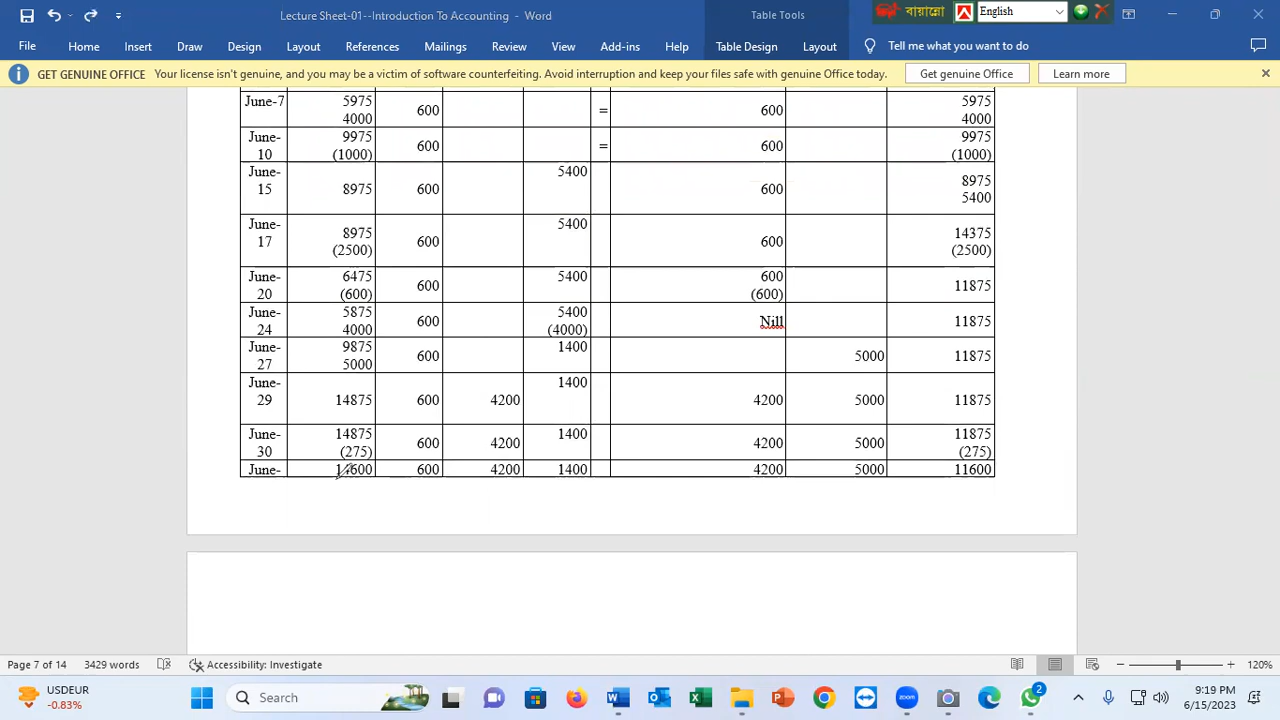 Lecture Sheet-- Introduction To Accounting - Word
Table Tools
বায়ান্নো
English
File Home Insert Draw Design Layout References Mailings Review View Add-ins Help Table Design Layout Tell me what you want to do
GET GENUINE OFFICE Your license isn't genuine, and you may be a victim of software counterfeiting. Avoid interruption and keep your files safe with genuine Office today. Get genuine Office Learn more
June-7 5975 600 = 600 5975
4000 4000
June- 9975 600 = 600 9975
10 (1000) (1000)
June- 5400 8975
15 8975 600 600 5400
June- 8975 5400 14375
17 (2500) 600 600 (2500)
June- 6475 600 5400 600 11875
20 (600) (600)
June- 5875 600 5400 Nill 11875
24 4000 (4000)
June- 9875 600 1400 5000 11875
27 5000
June- 1400
29 14875 600 4200 4200 5000 11875
June- 14875 600 4200 1400 4200 5000 11875
30 (275) (275)
June- 14600 600 4200 1400 4200 5000 11600
Page 7 of 14 3429 words Accessibility: Investigate 120%
USDEUR
-0.83%
Search
2
9:19 PM
6/15/2023